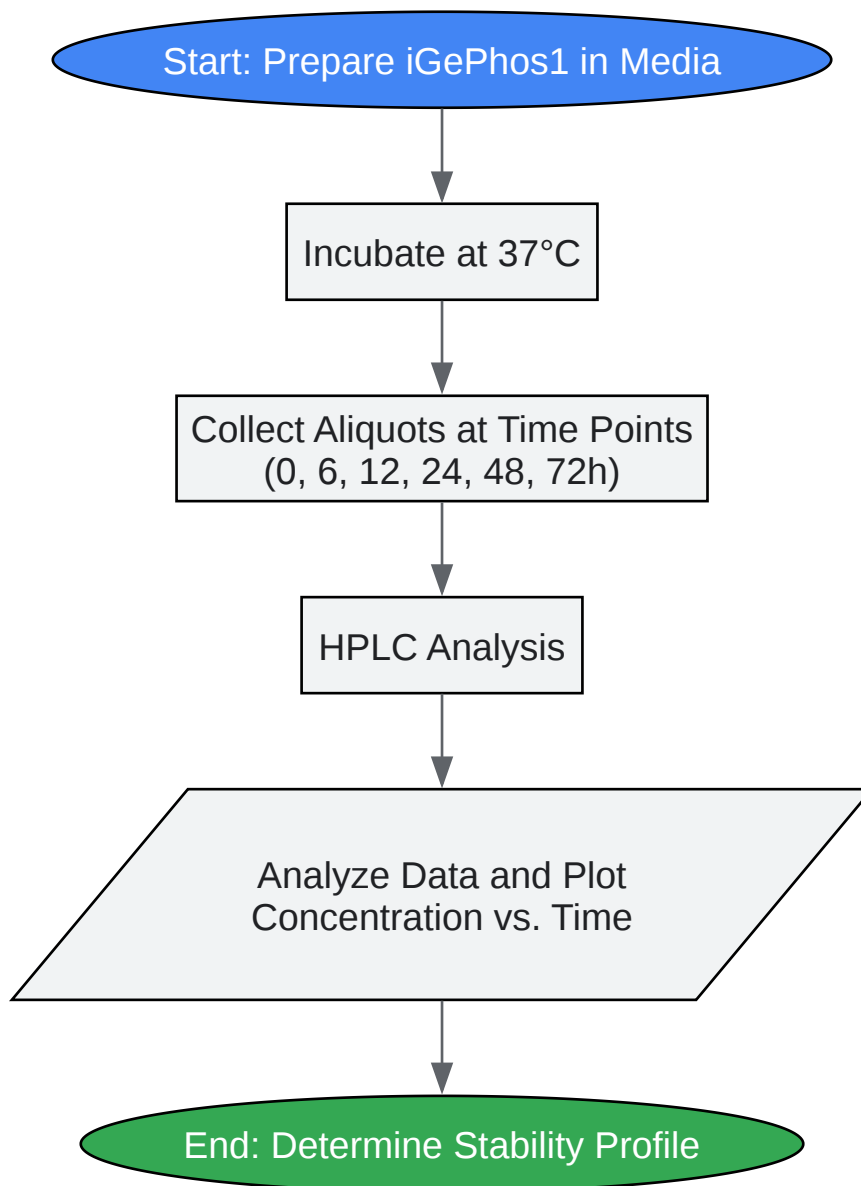 Start: Prepare iGePhos1 in Media
Incubate at 37°C
Collect Aliquots at Time Points
(0, 6, 12, 24, 48, 72h)
HPLC Analysis
Analyze Data and Plot
Concentration vs. Time
End: Determine Stability Profile